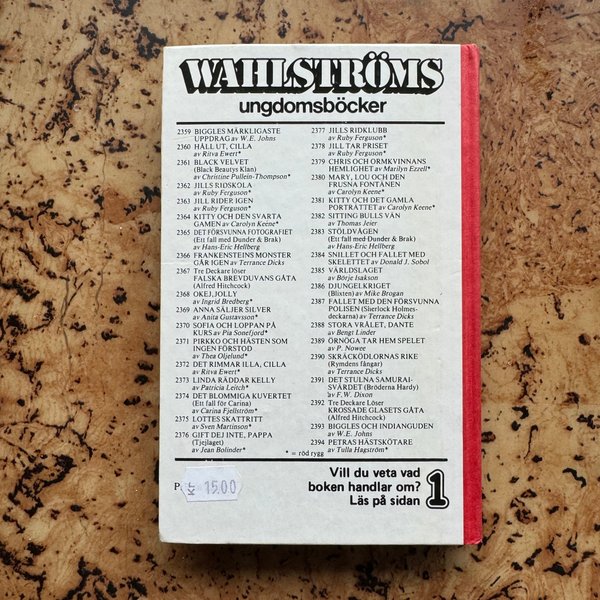 WAHLSTRÖMS
ungdomsböcker
2359 BIGGLES MÄRKLIGASTE
UPPDRAG av W.E. Johns
2360 HÅLL UT, CILLA
av Ritva Ewert*
2361 BLACK VELVET
(Black Beautys Klan)
av Christine Pullein-Thompson*
2362 JILLS RIDSKOLA
av Ruby Ferguson*
2363 JILL RIDER IGEN
av Ruby Ferguson*
2364 KITTY OCH DEN SVARTA
GAMEN av Carolyn Keene*
2365 DET FÖRSVUNNA FOTOGRAFIET
(Ett fall med Dunder & Brak)
av Hans-Eric Hellberg
2366 FRANKENSTEINS MONSTER
GÅR IGEN av Terrance Dicks
2367 Tre Deckare löser
FALSKA BREVDUVANS GÅTA
(Alfred Hitchcock)
2368 OKEJ, JOLLY
av Ingrid Bredberg*
2369 ANNA SÄLJER SILVER
av Anita Gustavsson*
2370 SOFIA OCH LOPPAN PÅ
KURS av Pia Sonefjord*
2371 PIRKKO OCH HÄSTEN SOM
INGEN FÖRSTOD
av Thea Oljelund*
2372 DET RIMMAR ILLA, CILLA
av Ritva Ewert*
2373 LINDA RÄDDAR KELLY
av Patricia Leitch*
2374 DET BLOMMIGA KUVERTET
(Ett fall för Carina)
av Carina Fjellström*
2375 LOTTES SKATTRITT
av Sven Martinson*
2376 GIFT DEJ INTE, PAPPA
(Tjejlaget)
av Jean Bolinder*
2377 JILLS RIDKLUBB
av Ruby Ferguson*
2378 JILL TAR PRISET
av Ruby Ferguson*
2379 CHRIS OCH ORMKVINNANS
HEMLIGHET av Marilyn Ezzell*
2380 MARY, LOU OCH DEN
FRUSNA FONTÄNEN
av Carolyn Keene*
2381 KITTY OCH DET GAMLA
PORTRÄTTET av Carolyn Keene*
2382 SITTING BULLS VÄN
av Thomas Jeier
2383 STÖLDVÅGEN
(Ett fall med Dunder & Brak)
av Hans-Eric Hellberg
2384 SNILLET OCH FALLET MED
SKELETTET av Donald J. Sobol
2385 VÄRLDSLAGET
av Börje Isakson
2386 DJUNGELKRIGET
(Blixten) av Mike Brogan
2387 FALLET MED DEN FÖRSVUNNA
POLISEN (Sherlock Holmes-
deckarna) av Terrance Dicks
2388 STORA VRÅLET, DANTE
av Bengt Linder
2389 ÖRNÖGA TAR HEM SPELET
av P. Nowee
2390 SKRÄCKÖDLORNAS RIKE
(Rymdens fångar)
av Terrance Dicks
2391 DET STULNA SAMURAJ-
SVÄRDET (Bröderna Hardy)
av F.W. Dixon
2392 Tre Deckare Löser
KROSSADE GLASETS GÅTA
(Alfred Hitchcock)
2393 BIGGLES OCH INDIANGUDEN
av W.E. Johns
2394 PETRAS HÄSTSKÖTARE
av Tulla Hagström*
* = röd rygg
Vill du veta vad
boken handlar om?
Läs på sidan 1
P
Kr 15.00